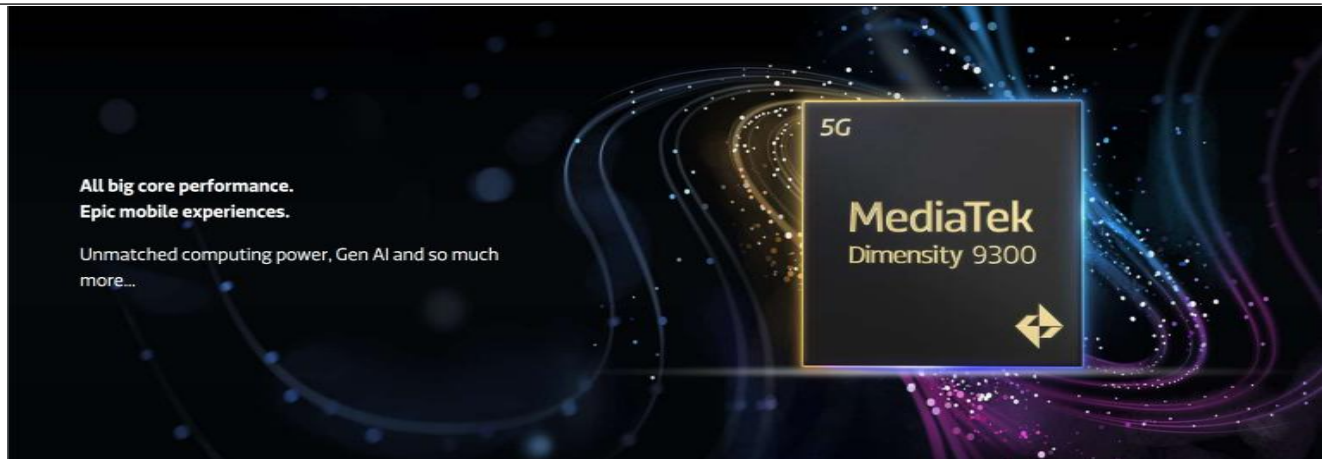 All big core performance.
Epic mobile experiences.
Unmatched computing power, Gen AI and so much
more...
5G
MediaTek
Dimensity 9300